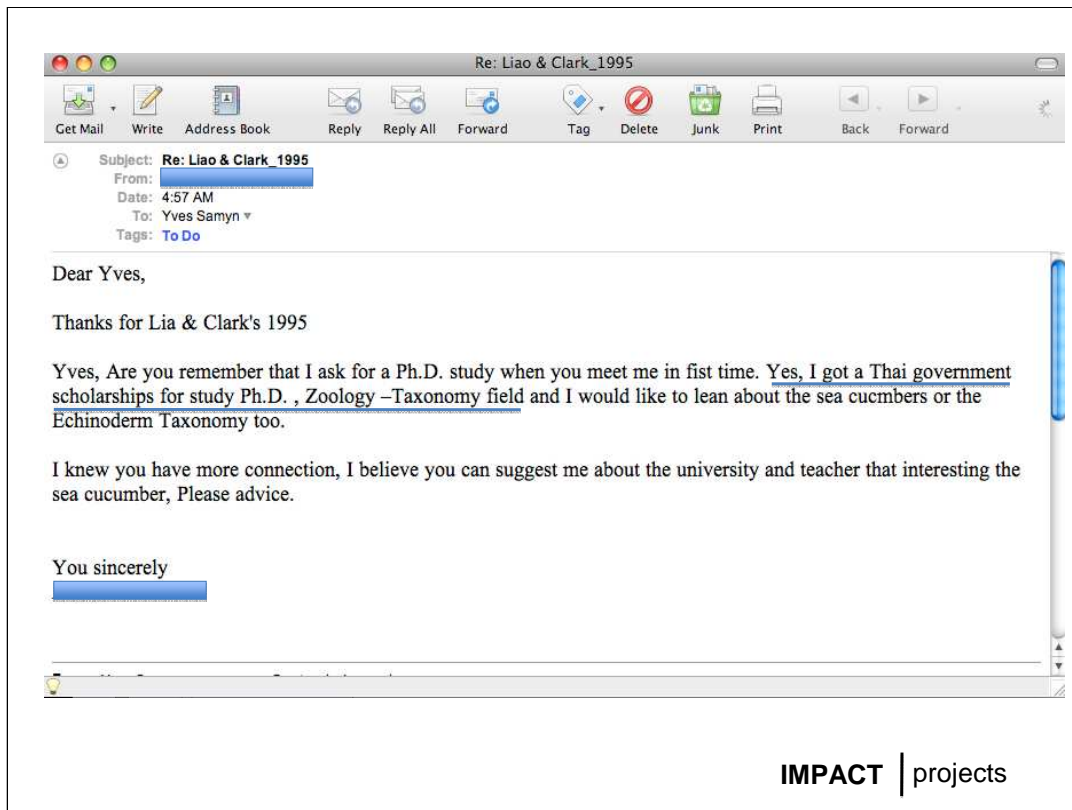 Re: Liao & Clark_1995
Get Mail Write Address Book Reply Reply All Forward Tag Delete Junk Print Back Forward
Subject: Re: Liao & Clark_1995
From:
Date: 4:57 AM
To: Yves Samyn
Tags: To Do
Dear Yves,
Thanks for Lia & Clark's 1995
Yves, Are you remember that I ask for a Ph.D. study when you meet me in fist time. Yes, I got a Thai government
scholarships for study Ph.D. , Zoology –Taxonomy field and I would like to lean about the sea cucmbers or the
Echinoderm Taxonomy too.
I knew you have more connection, I believe you can suggest me about the university and teacher that interesting the
sea cucumber, Please advice.
You sincerely
IMPACT | projects